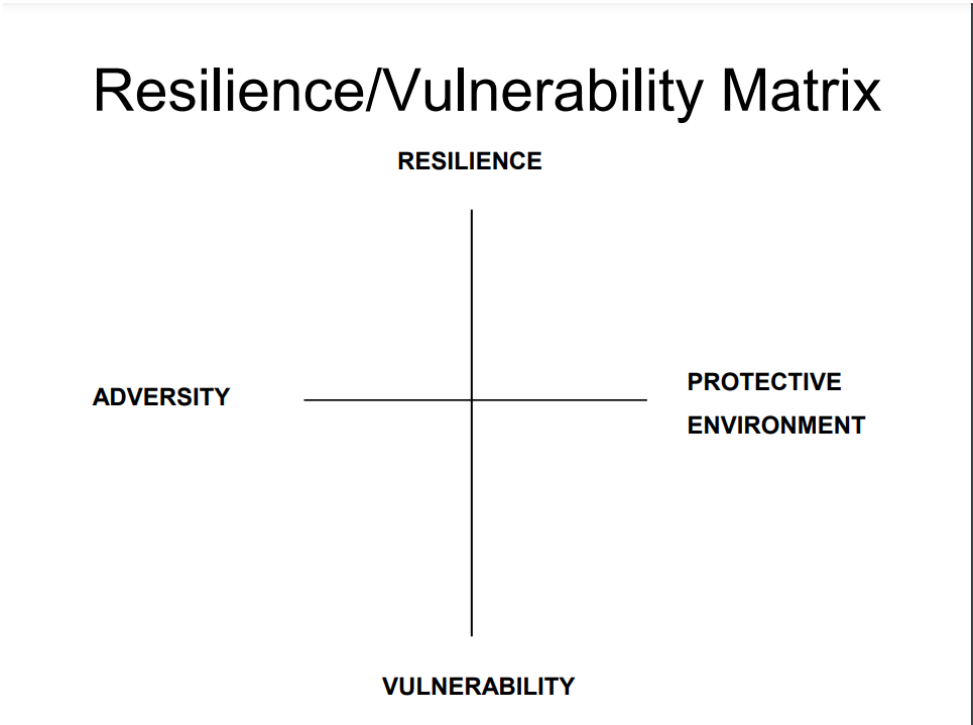 Resilience/Vulnerability Matrix
RESILIENCE
ADVERSITY
PROTECTIVE
ENVIRONMENT
VULNERABILITY